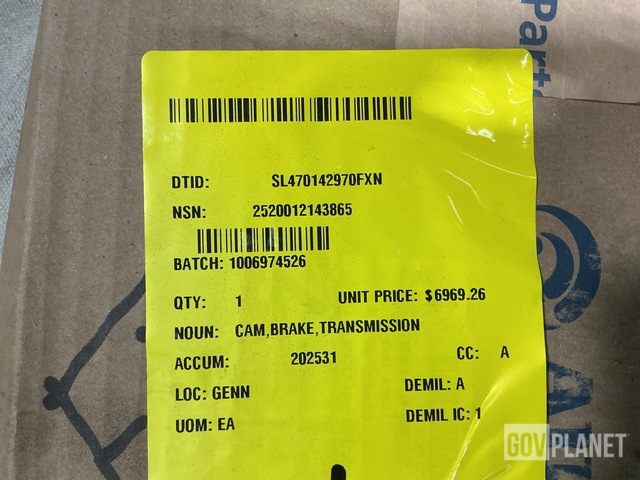 Part
DTID: SL470142970FXN
NSN: 2520012143865
BATCH: 1006974526
QTY: 1 UNIT PRICE: $6969.26
NOUN: CAM,BRAKE,TRANSMISSION
ACCUM: 202531 CC: A
LOC: GENN DEMIL: A
UOM: EA DEMIL IC: 1
GOVPLANET